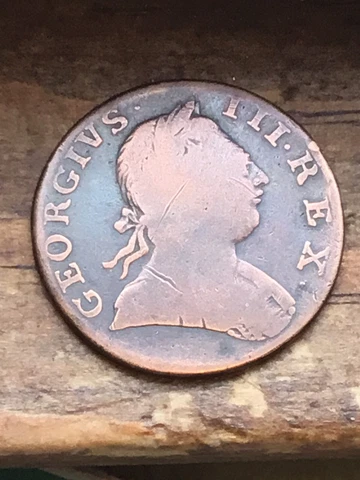 GEORGIVS · III · REX